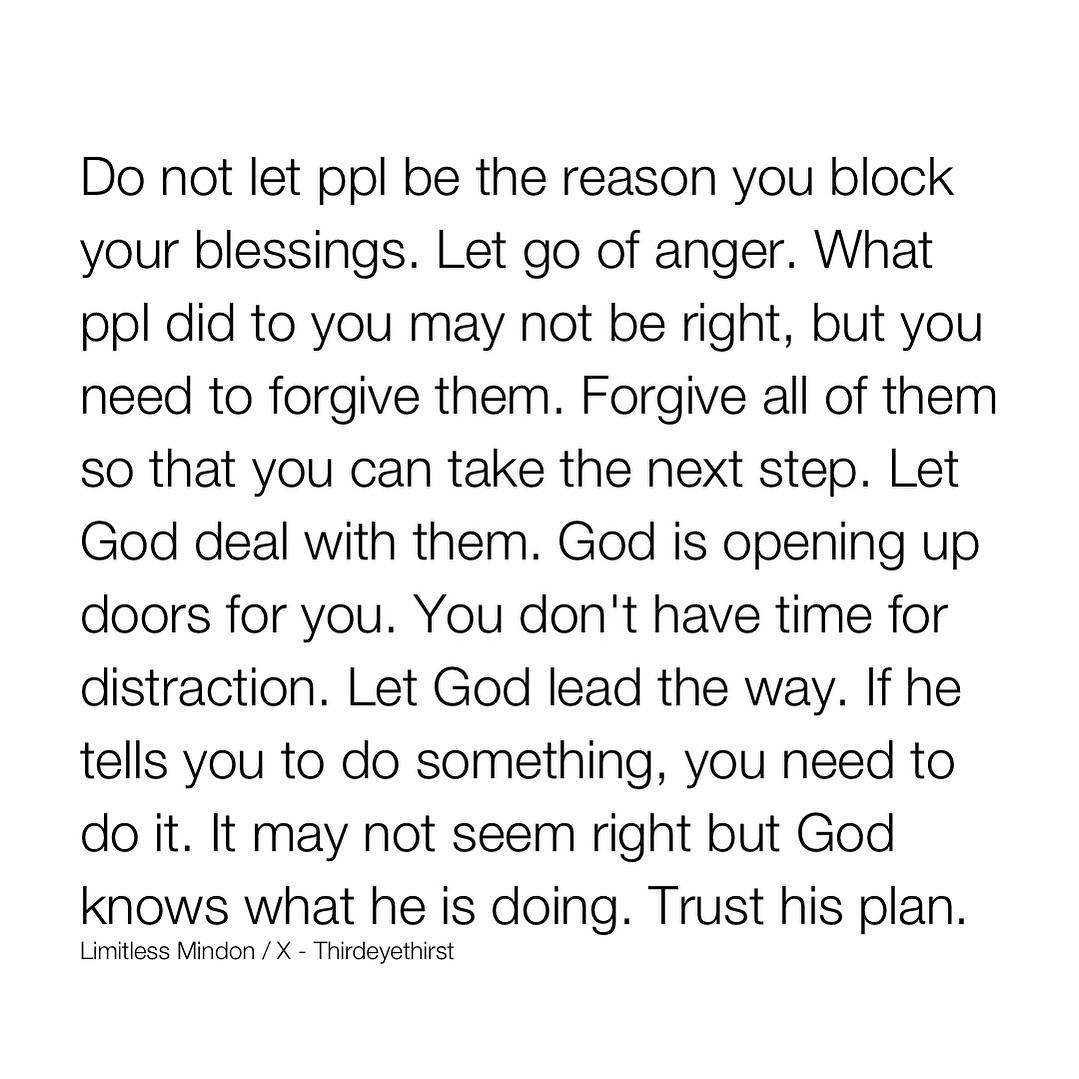 Do not let ppl be the reason you block
your blessings. Let go of anger. What
ppl did to you may not be right, but you
need to forgive them. Forgive all of them
so that you can take the next step. Let
God deal with them. God is opening up
doors for you. You don't have time for
distraction. Let God lead the way. If he
tells you to do something, you need to
do it. It may not seem right but God
knows what he is doing. Trust his plan.
Limitless Mindon / X - Thirdeyethirst